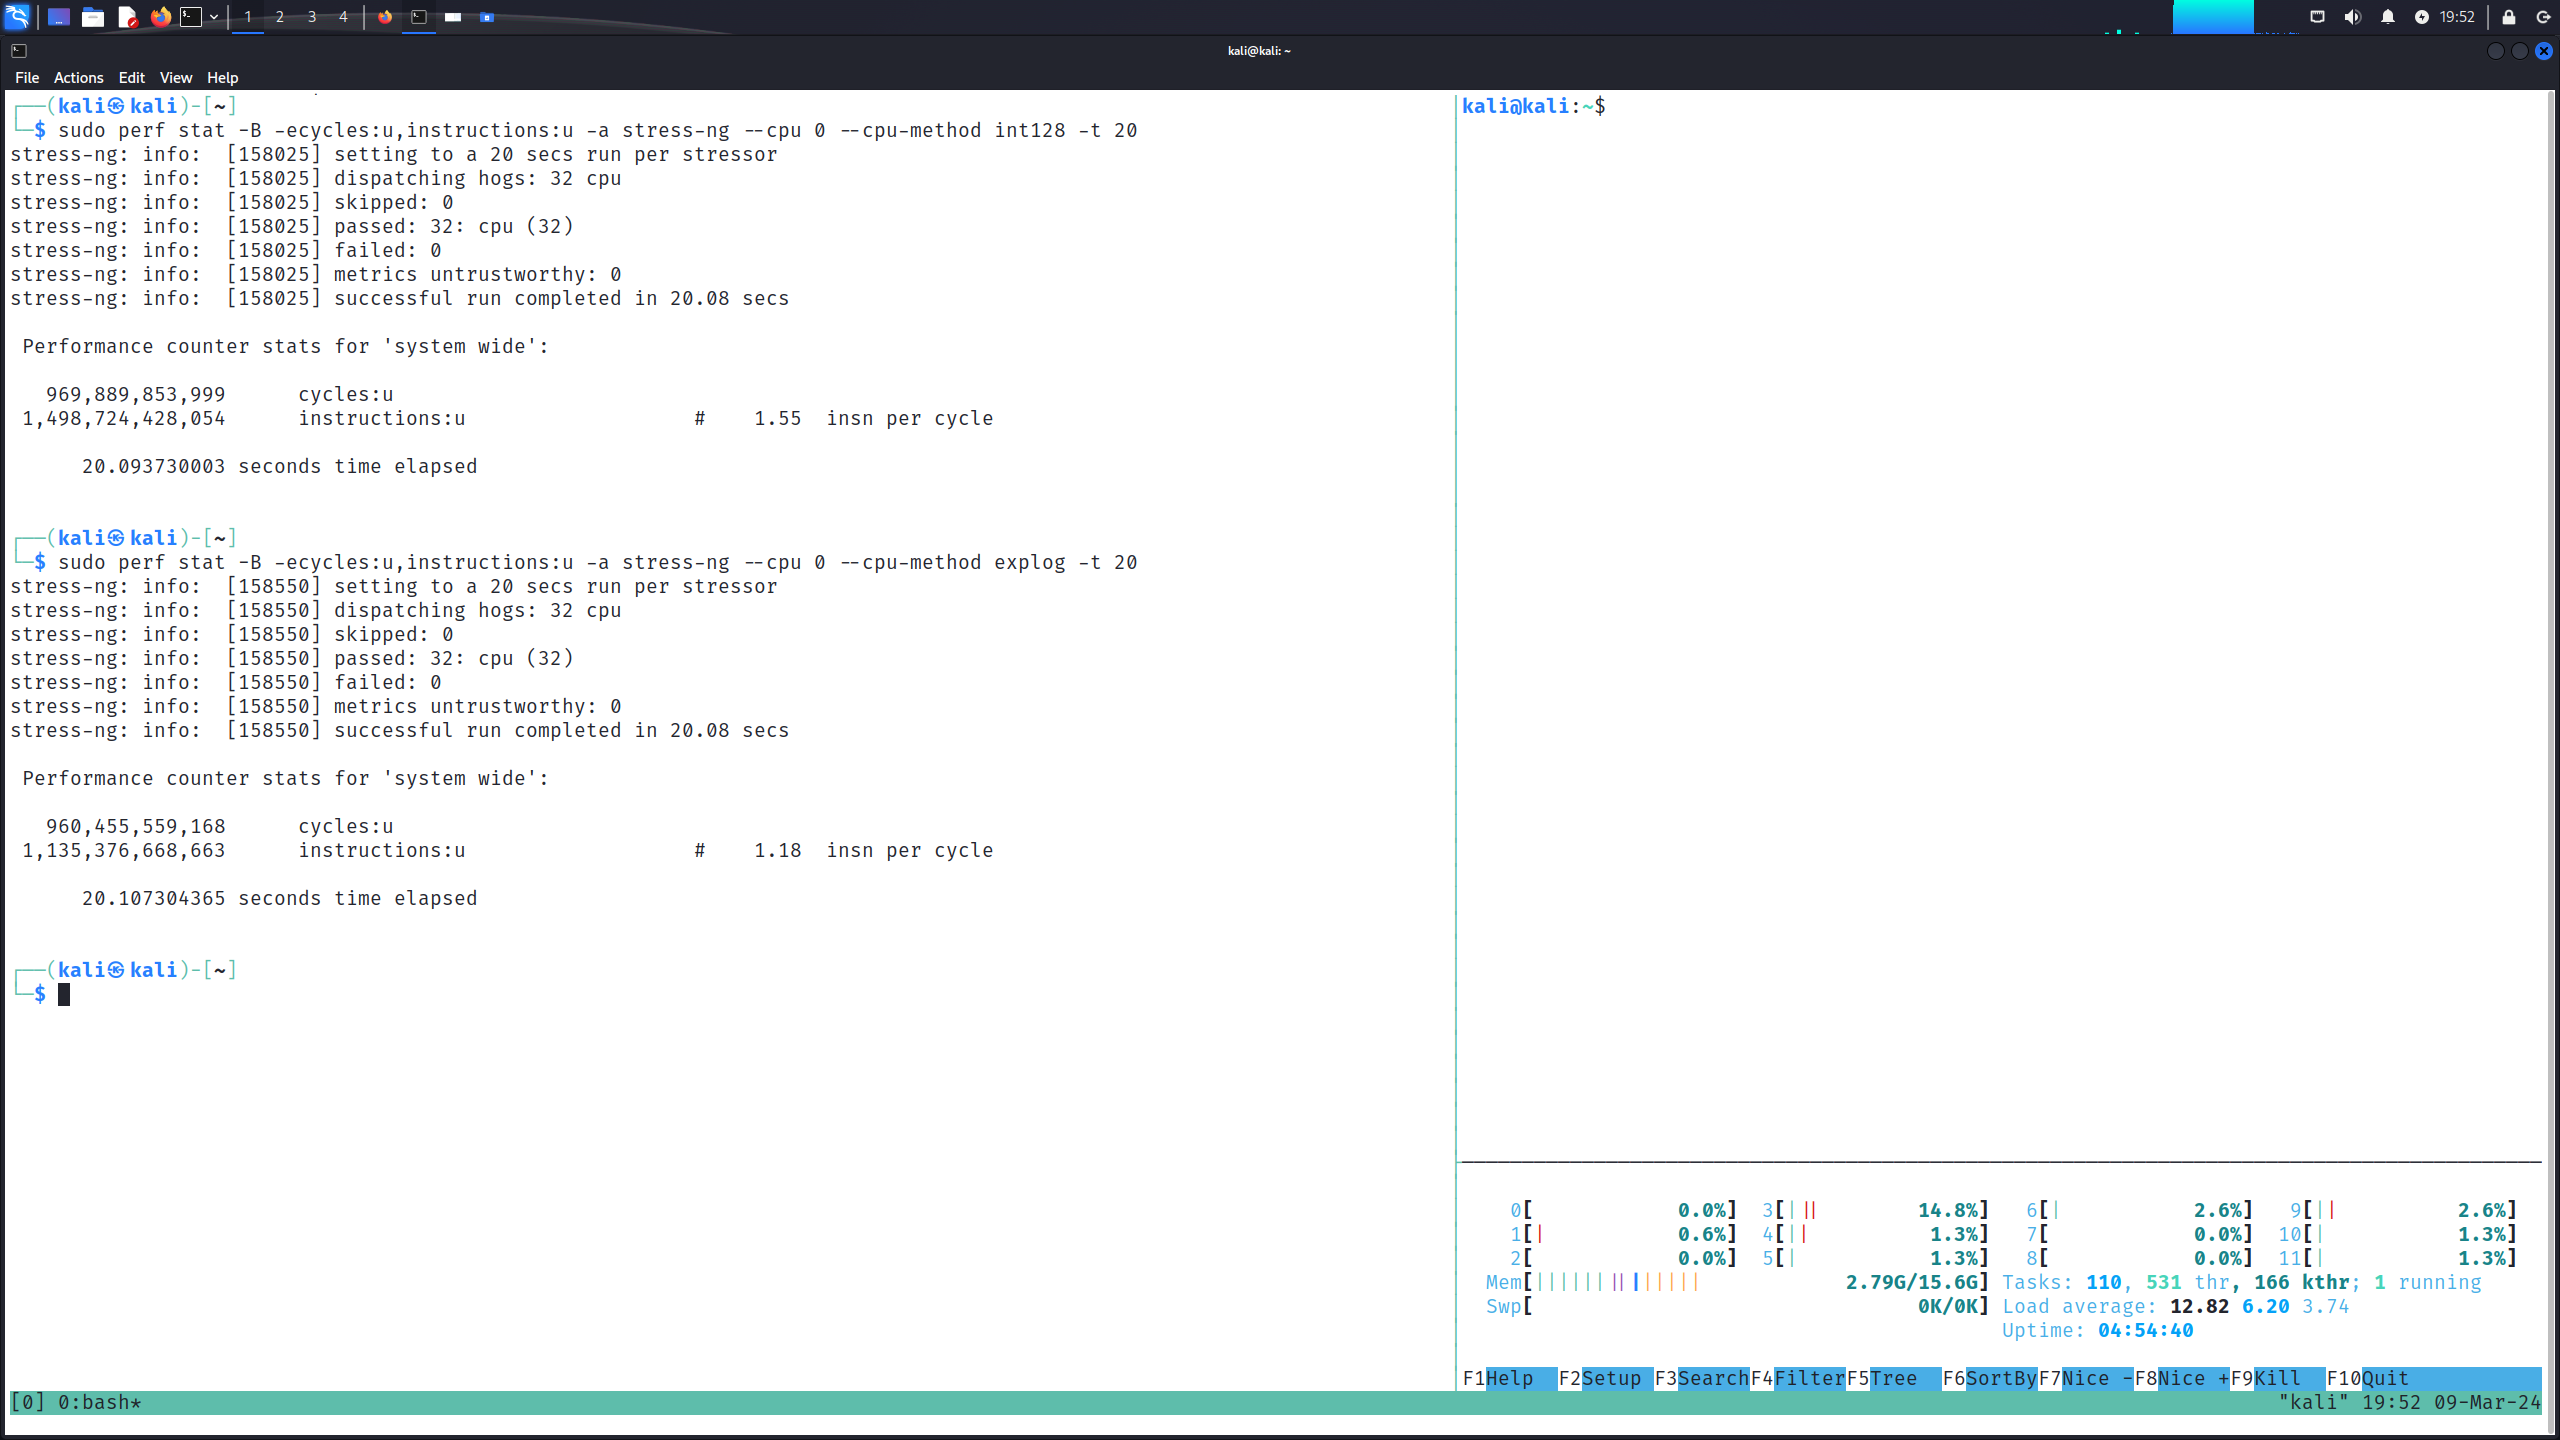 1 2 3 4 19:52
kali@kali: ~
File Actions Edit View Help
┌──(kali㉿kali)-[~]
└─$ sudo perf stat -B -ecycles:u,instructions:u -a stress-ng --cpu 0 --cpu-method int128 -t 20
stress-ng: info:  [158025] setting to a 20 secs run per stressor
stress-ng: info:  [158025] dispatching hogs: 32 cpu
stress-ng: info:  [158025] skipped: 0
stress-ng: info:  [158025] passed: 32: cpu (32)
stress-ng: info:  [158025] failed: 0
stress-ng: info:  [158025] metrics untrustworthy: 0
stress-ng: info:  [158025] successful run completed in 20.08 secs
Performance counter stats for 'system wide':
969,889,853,999      cycles:u
1,498,724,428,054      instructions:u                   #    1.55  insn per cycle
20.093730003 seconds time elapsed
┌──(kali㉿kali)-[~]
└─$ sudo perf stat -B -ecycles:u,instructions:u -a stress-ng --cpu 0 --cpu-method explog -t 20
stress-ng: info:  [158550] setting to a 20 secs run per stressor
stress-ng: info:  [158550] dispatching hogs: 32 cpu
stress-ng: info:  [158550] skipped: 0
stress-ng: info:  [158550] passed: 32: cpu (32)
stress-ng: info:  [158550] failed: 0
stress-ng: info:  [158550] metrics untrustworthy: 0
stress-ng: info:  [158550] successful run completed in 20.08 secs
Performance counter stats for 'system wide':
960,455,559,168      cycles:u
1,135,376,668,663      instructions:u                   #    1.18  insn per cycle
20.107304365 seconds time elapsed
┌──(kali㉿kali)-[~]
└─$
kali@kali:~$
0[ 0.0%] 3[||| 14.8%] 6[| 2.6%] 9[|| 2.6%]
1[| 0.6%] 4[|| 1.3%] 7[ 0.0%] 10[| 1.3%]
2[ 0.0%] 5[| 1.3%] 8[ 0.0%] 11[| 1.3%]
Mem[|||||||||||||| 2.79G/15.6G] Tasks: 110, 531 thr, 166 kthr; 1 running
Swp[ 0K/0K] Load average: 12.82 6.20 3.74
Uptime: 04:54:40
F1Help  F2Setup F3SearchF4FilterF5Tree  F6SortByF7Nice -F8Nice +F9Kill  F10Quit
[0] 0:bash* "kali" 19:52 09-Mar-24